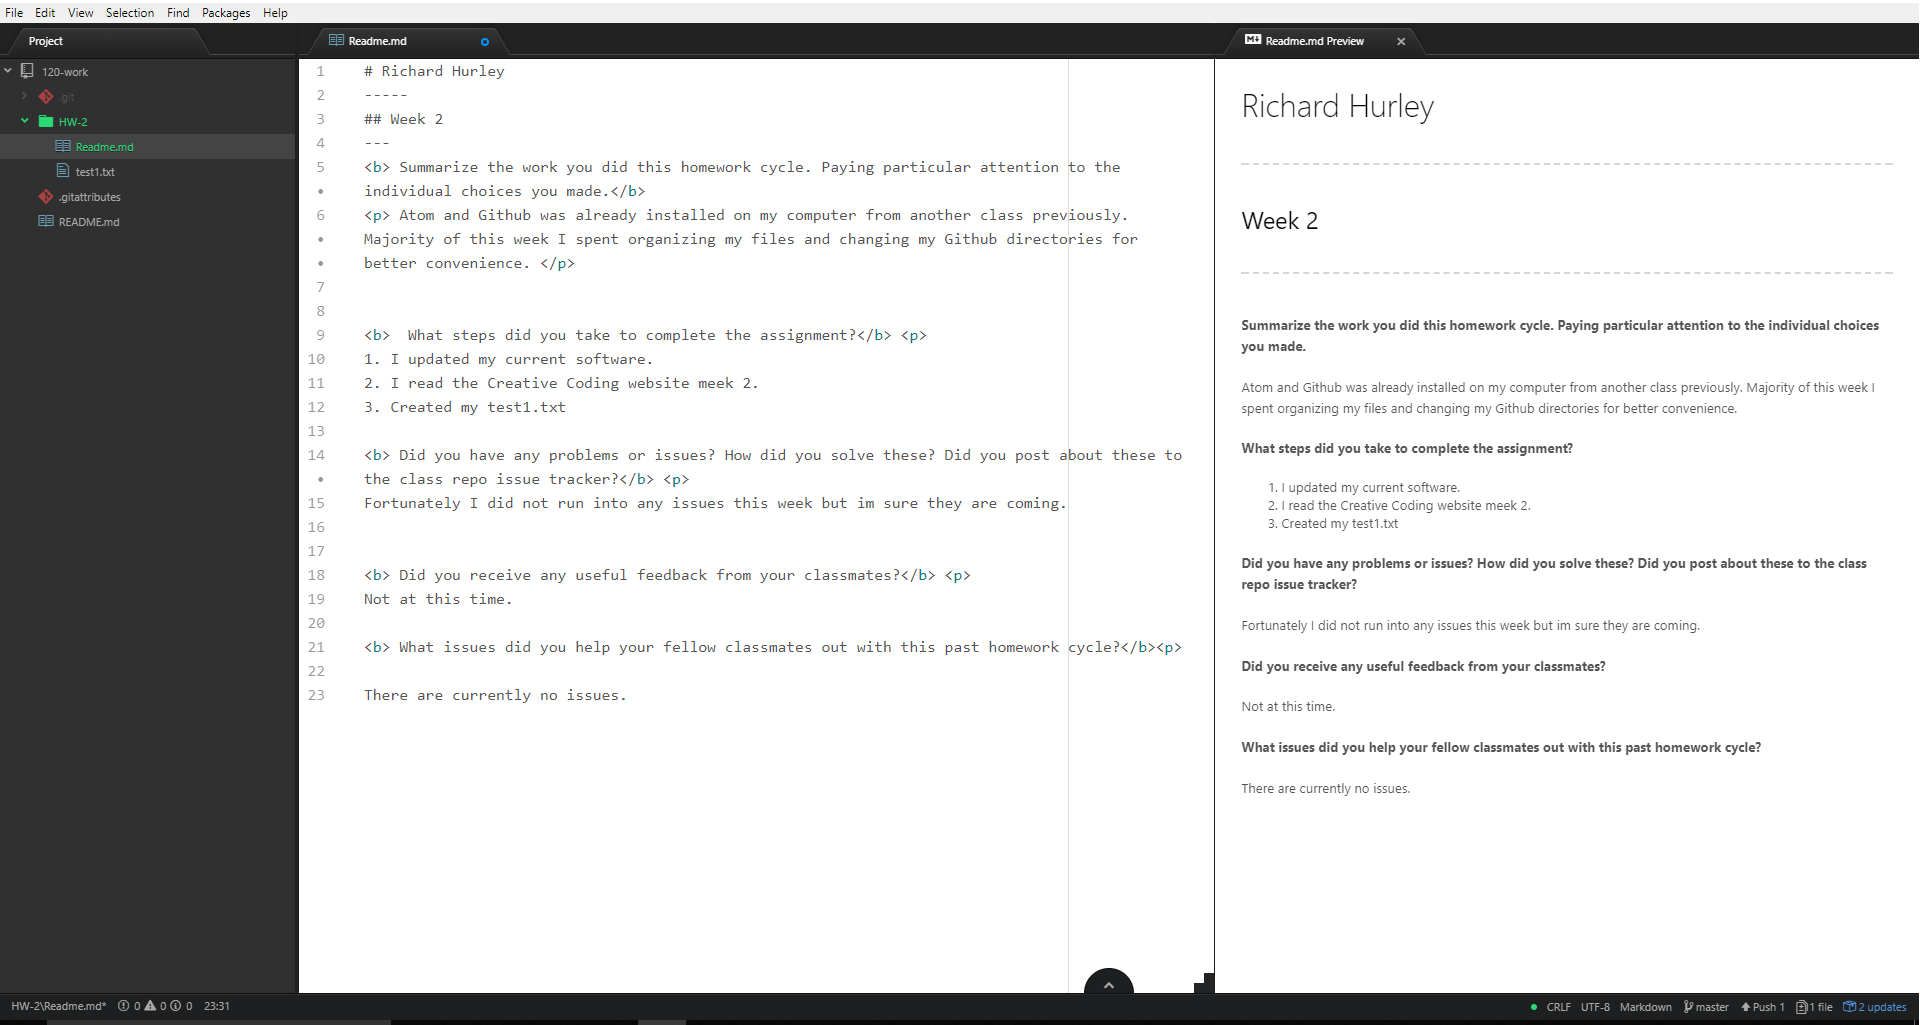 File Edit View Selection Find Packages Help
Project
120-work
.git
HW-2
Readme.md
test1.txt
.gitattributes
README.md
Readme.md
1 # Richard Hurley
2 -----
3 ## Week 2
4 ---
5 <b> Summarize the work you did this homework cycle. Paying particular attention to the
• individual choices you made.</b>
6 <p> Atom and Github was already installed on my computer from another class previously.
• Majority of this week I spent organizing my files and changing my Github directories for
• better convenience. </p>
7
8
9 <b>  What steps did you take to complete the assignment?</b> <p>
10 1. I updated my current software.
11 2. I read the Creative Coding website meek 2.
12 3. Created my test1.txt
13
14 <b> Did you have any problems or issues? How did you solve these? Did you post about these to
• the class repo issue tracker?</b> <p>
15 Fortunately I did not run into any issues this week but im sure they are coming.
16
17
18 <b> Did you receive any useful feedback from your classmates?</b> <p>
19 Not at this time.
20
21 <b> What issues did you help your fellow classmates out with this past homework cycle?</b><p>
22
23 There are currently no issues.
M↓ Readme.md Preview ×
Richard Hurley
Week 2
Summarize the work you did this homework cycle. Paying particular attention to the individual choices
you made.
Atom and Github was already installed on my computer from another class previously. Majority of this week I
spent organizing my files and changing my Github directories for better convenience.
What steps did you take to complete the assignment?
1. I updated my current software.
2. I read the Creative Coding website meek 2.
3. Created my test1.txt
Did you have any problems or issues? How did you solve these? Did you post about these to the class
repo issue tracker?
Fortunately I did not run into any issues this week but im sure they are coming.
Did you receive any useful feedback from your classmates?
Not at this time.
What issues did you help your fellow classmates out with this past homework cycle?
There are currently no issues.
HW-2\Readme.md* 0 0 0 23:31
CRLF UTF-8 Markdown master Push 1 1 file 2 updates